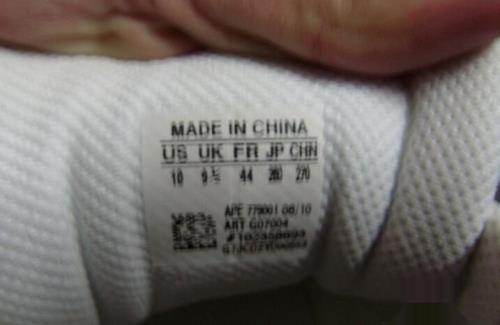 MADE IN CHINA
US UK FR JP CHN
10 9½ 44 280 270
APE 779001 08/10
ART G07004